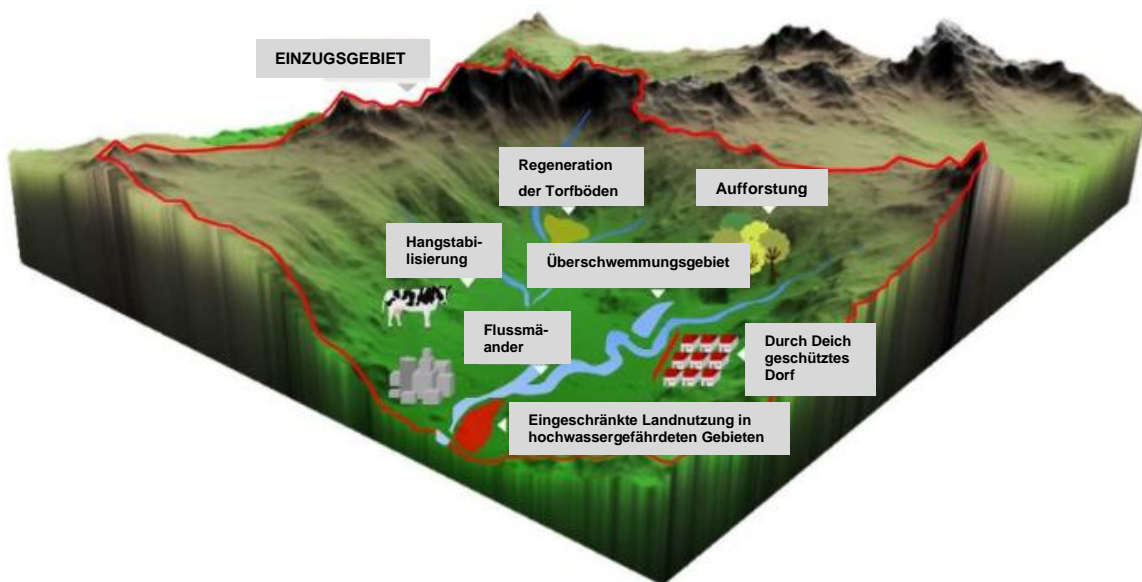 EINZUGSGEBIET
Regeneration
der Torfböden
Aufforstung
Hangstabi-
lisierung
Überschwemmungsgebiet
Flussmä-
ander
Durch Deich
geschütztes
Dorf
Eingeschränkte Landnutzung in
hochwassergefährdeten Gebieten